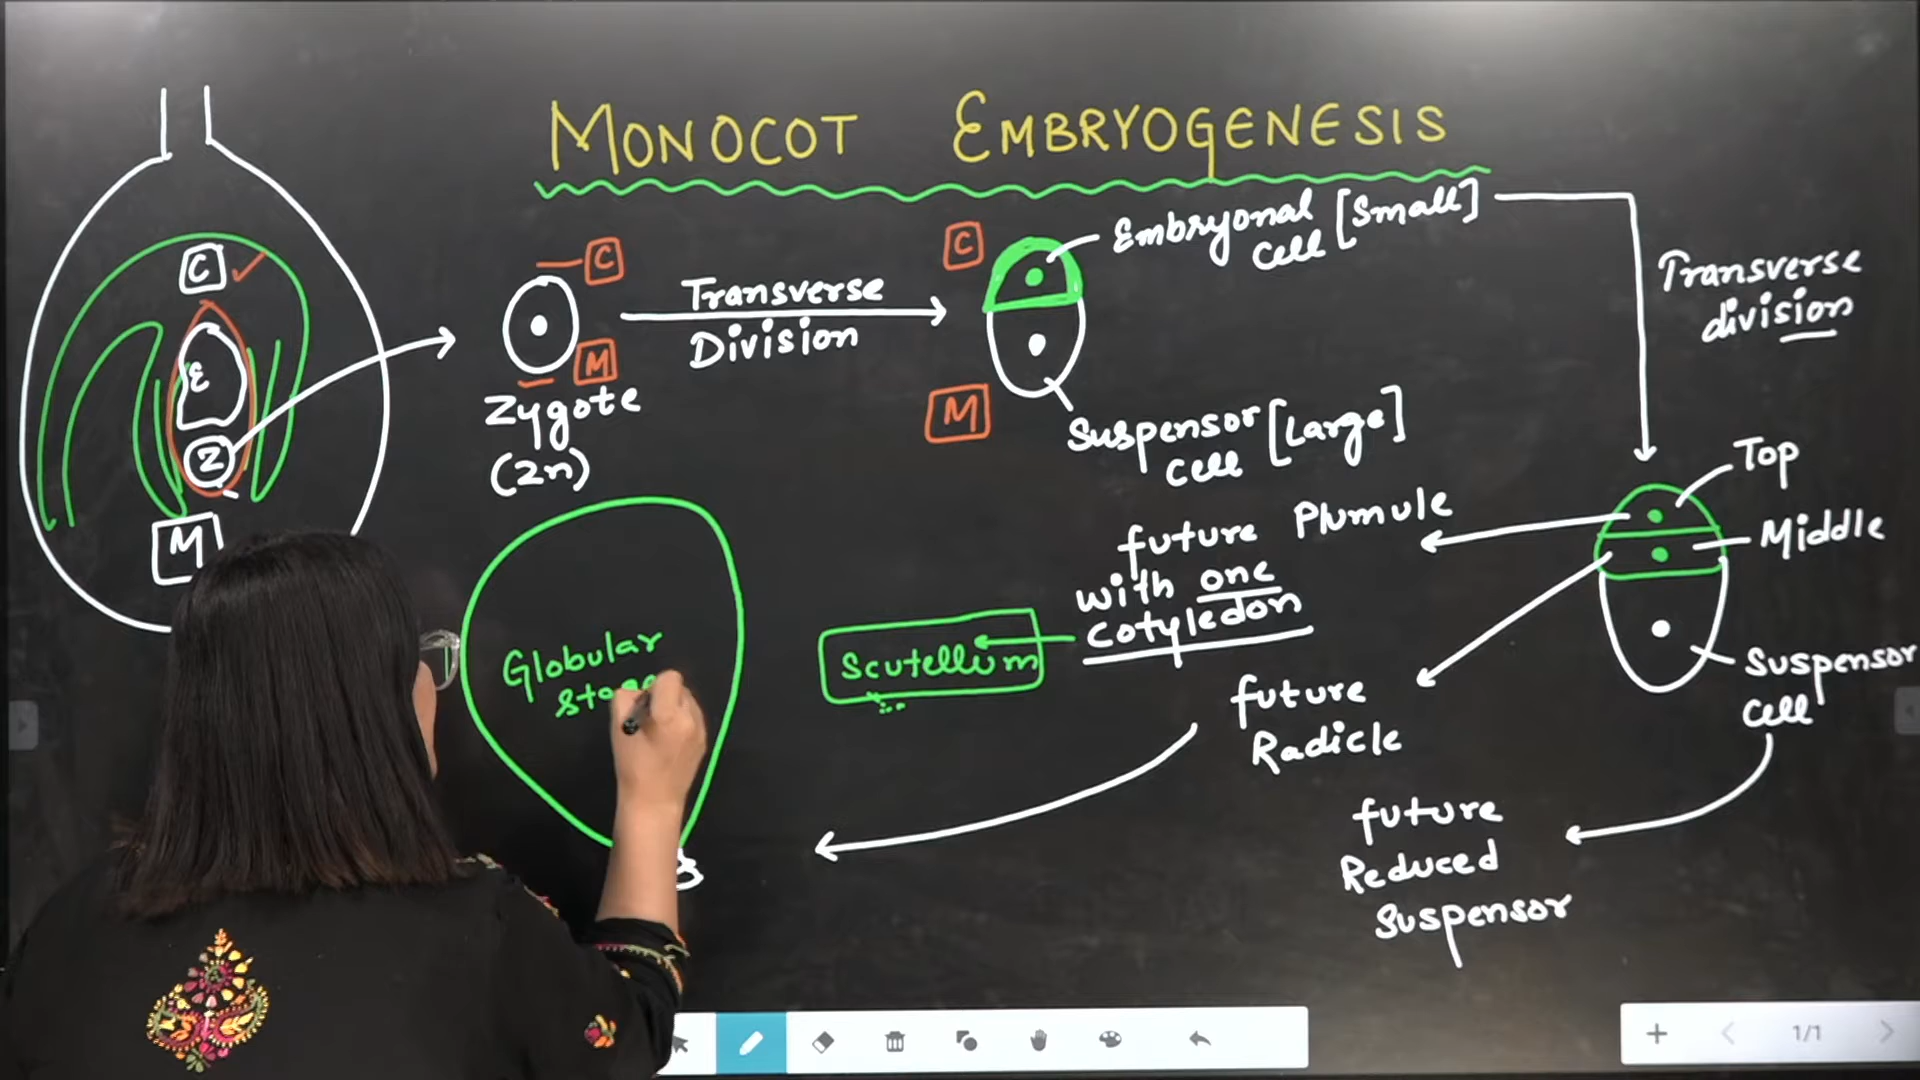 MONOCOT EMBRYOGENESIS
C
E
Z
M
C
M
Zygote
(2n)
Transverse
Division
C
M
Embryonal [Small]
cell
Suspensor [Large]
cell
Transverse
division
Top
Middle
Suspensor
cell
future Plumule
with one
cotyledon
Scutellum
future
Radicle
future
Reduced
Suspensor
Globular
1/1